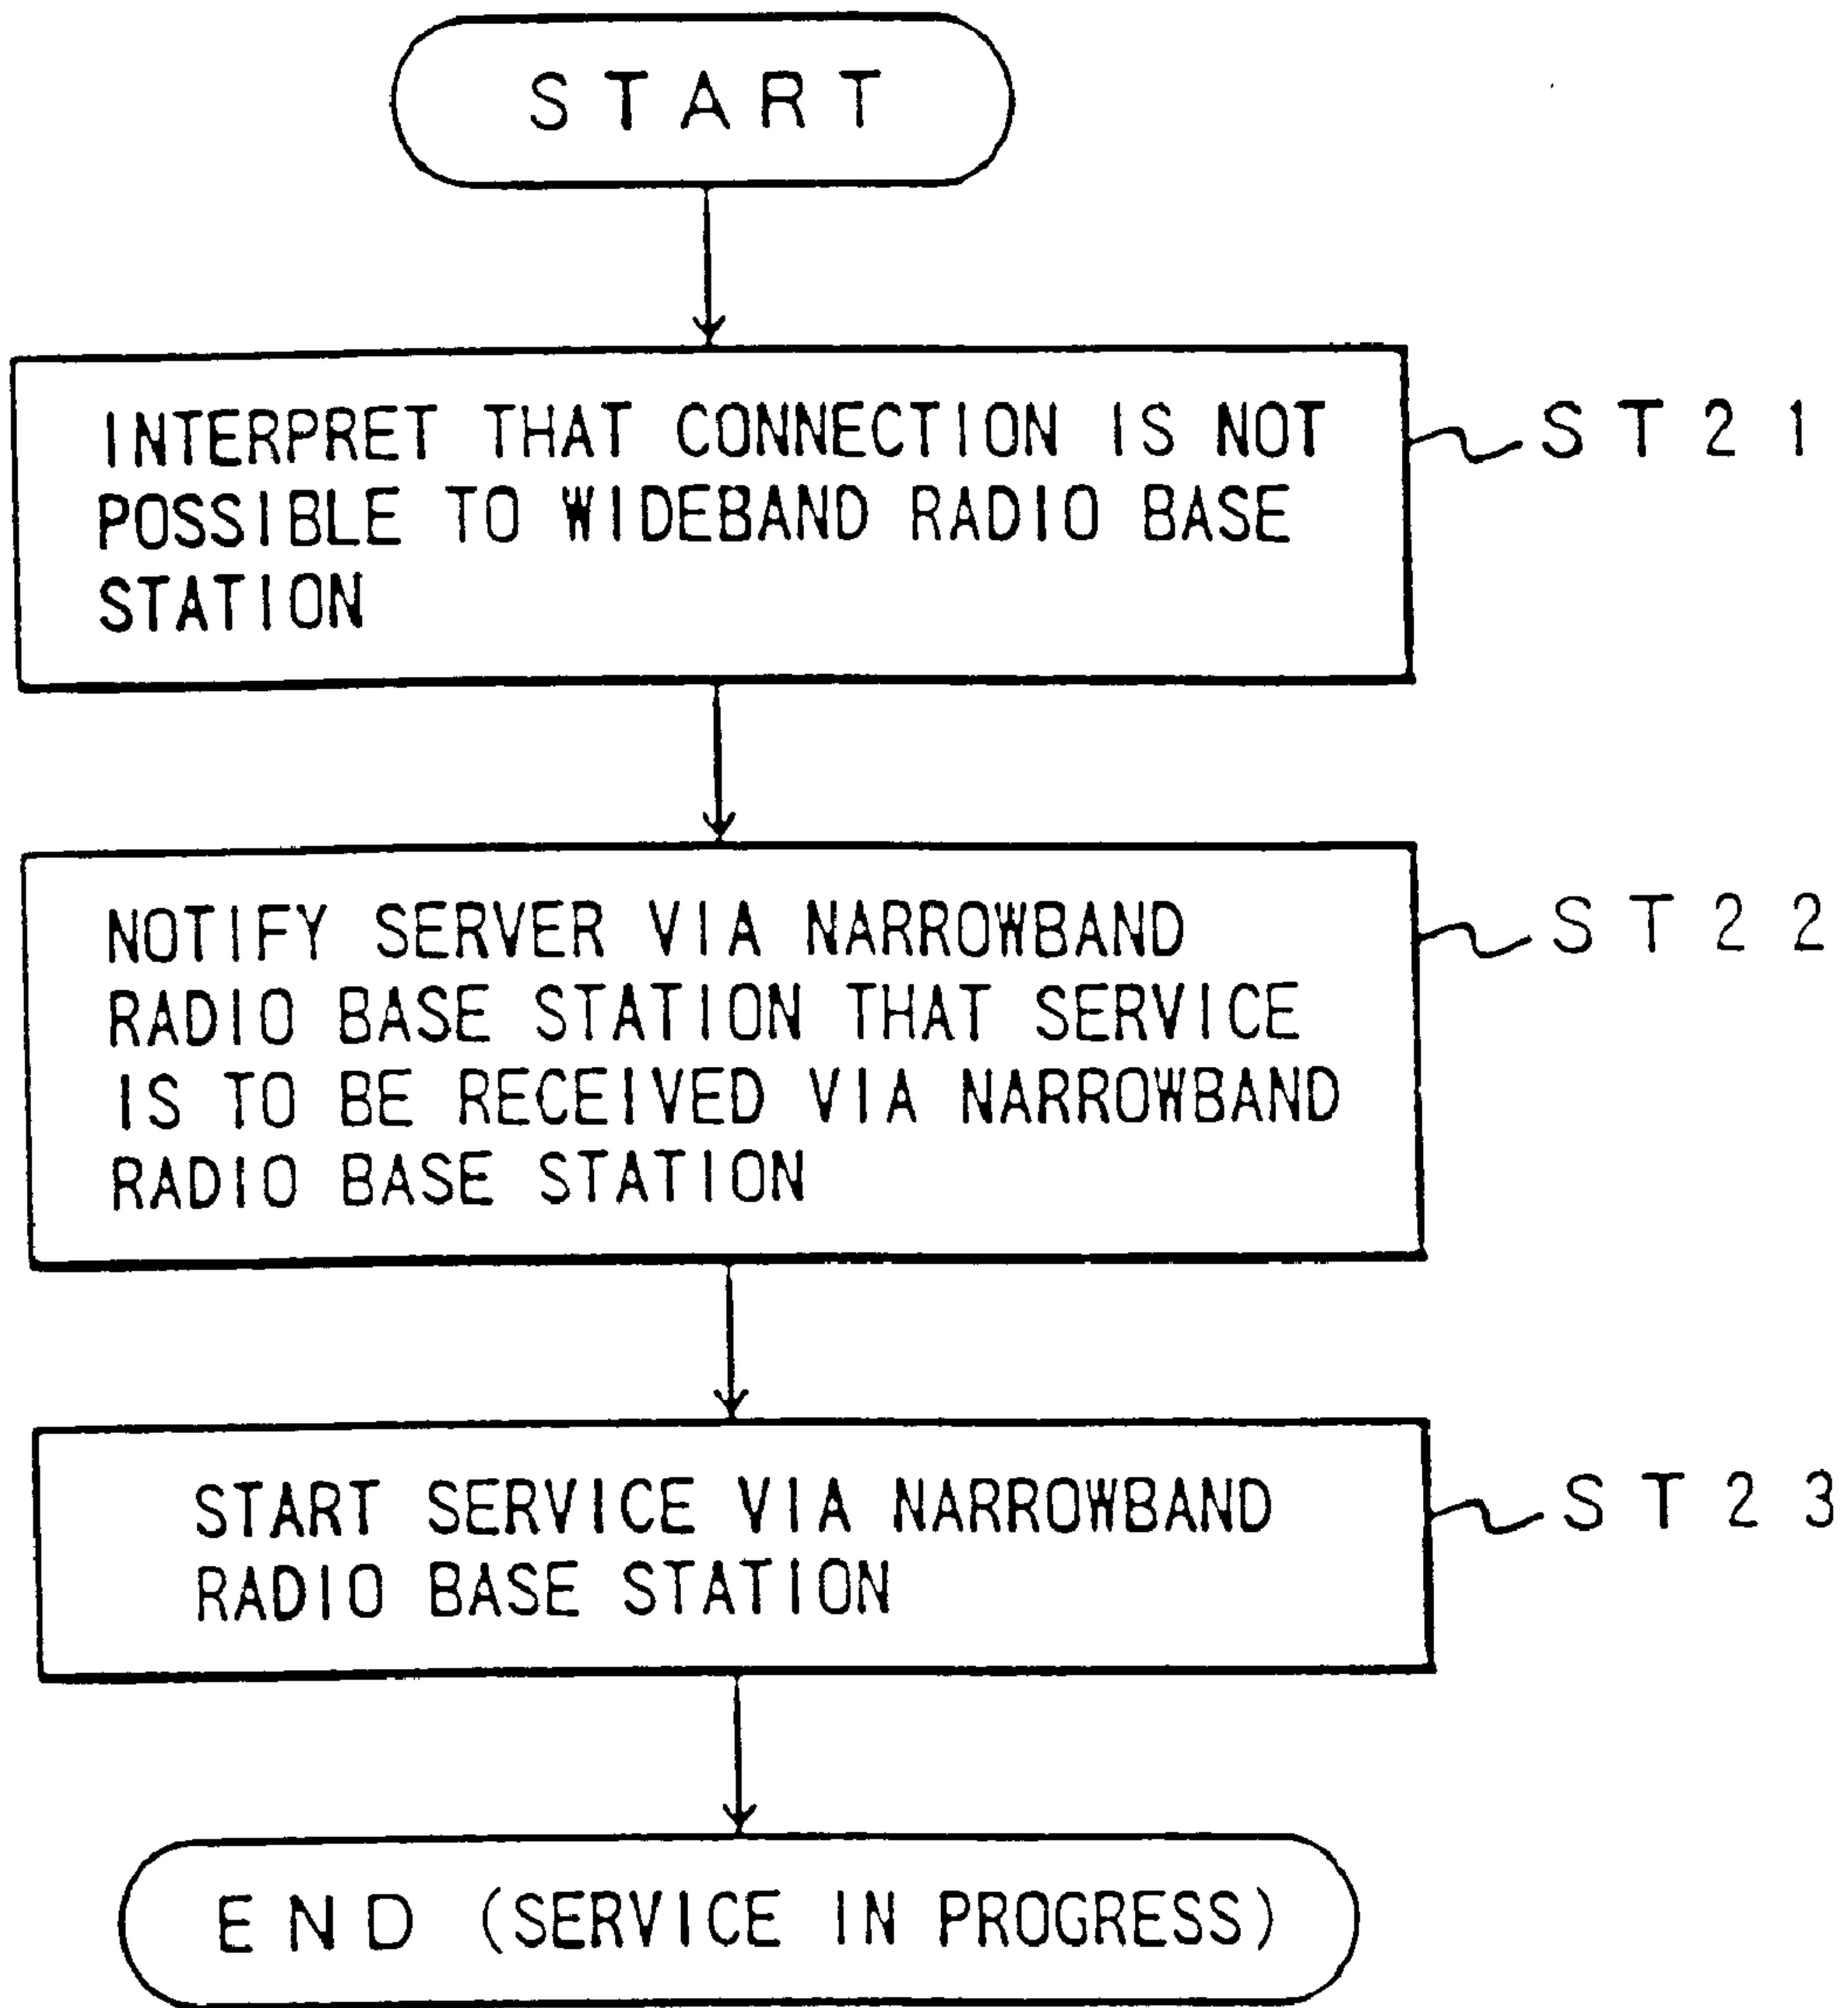 START
INTERPRET THAT CONNECTION IS NOT
POSSIBLE TO WIDEBAND RADIO BASE
STATION
ST21
NOTIFY SERVER VIA NARROWBAND
RADIO BASE STATION THAT SERVICE
IS TO BE RECEIVED VIA NARROWBAND
RADIO BASE STATION
ST22
START SERVICE VIA NARROWBAND
RADIO BASE STATION
ST23
END (SERVICE IN PROGRESS)